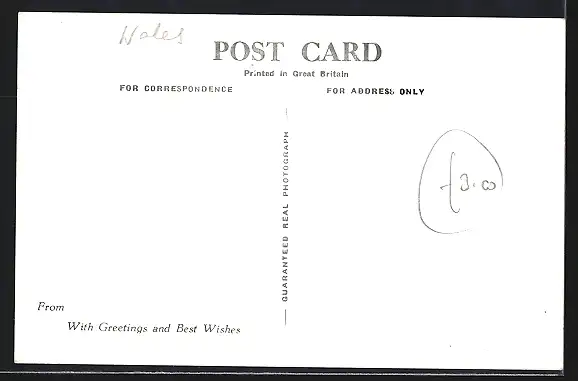 Wales
POST CARD
Printed in Great Britain
FOR CORRESPONDENCE
FOR ADDRESS ONLY
GUARANTEED REAL PHOTOGRAPH
£3.00
From
With Greetings and Best Wishes